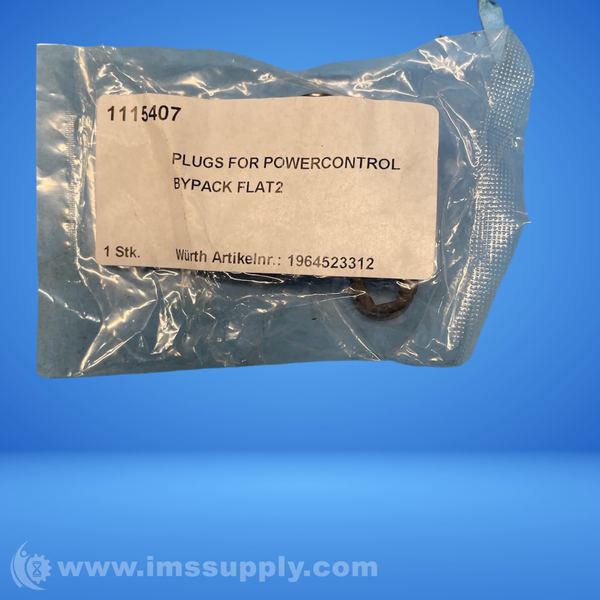 1115407
PLUGS FOR POWERCONTROL
BYPACK FLAT2
1 Stk. Würth Artikelnr.: 1964523312
www.imssupply.com